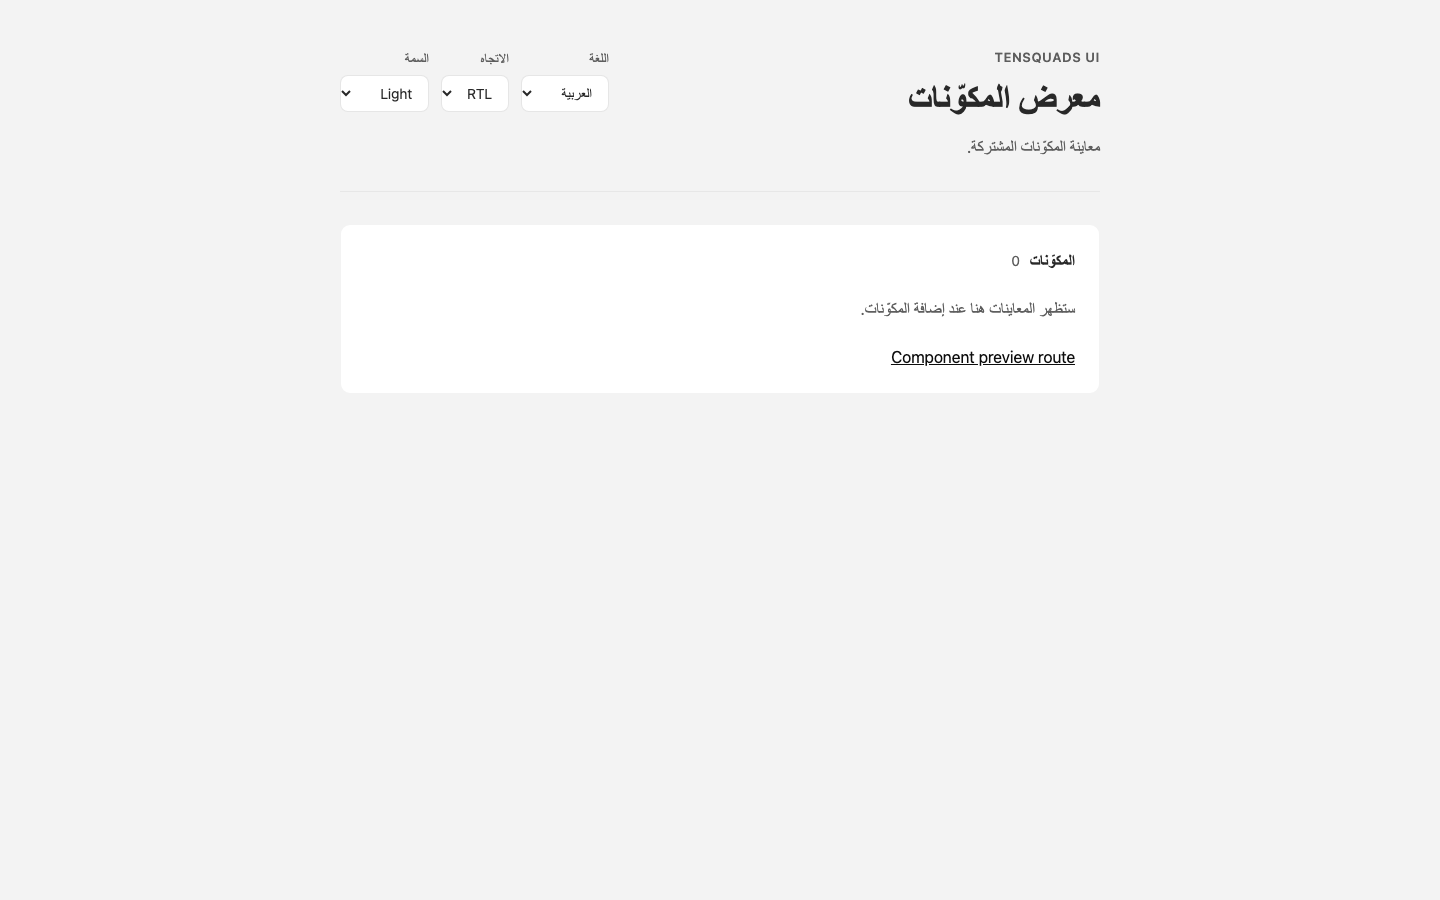 TENSQUADS UI
معرض المكوّنات
معاينة المكوّنات المشتركة.
اللغة
العربية
الاتجاه
RTL
السمة
Light
المكوّنات 0
ستظهر المعاينات هنا عند إضافة المكوّنات.
Component preview route